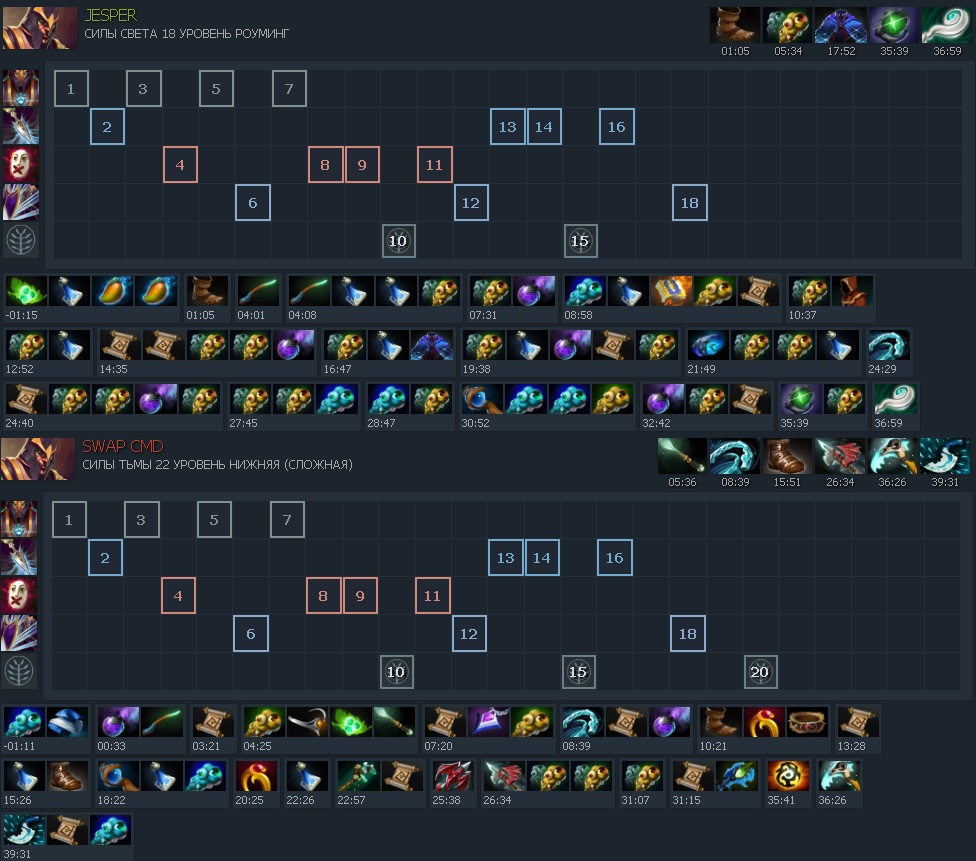 JESPER
СИЛЫ СВЕТА 18 УРОВЕНЬ РОУМИНГ
01:05 05:34 17:52 35:39 36:59
1 3 5 7
2 13 14 16
4 8 9 11
6 12 18
10 15
-01:15 01:05 04:01 04:08 07:31 08:58 10:37
12:52 14:35 16:47 19:38 21:49 24:29
24:40 27:45 28:47 30:52 32:42 35:39 36:59
SWAP CMD
СИЛЫ ТЬМЫ 22 УРОВЕНЬ НИЖНЯЯ (СЛОЖНАЯ)
05:36 08:39 15:51 26:34 36:26 39:31
1 3 5 7
2 13 14 16
4 8 9 11
6 12 18
10 15 20
-01:11 00:33 03:21 04:25 07:20 08:39 10:21 13:28
15:26 18:22 20:25 22:26 22:57 25:38 26:34 31:07 31:15 35:41 36:26
39:31